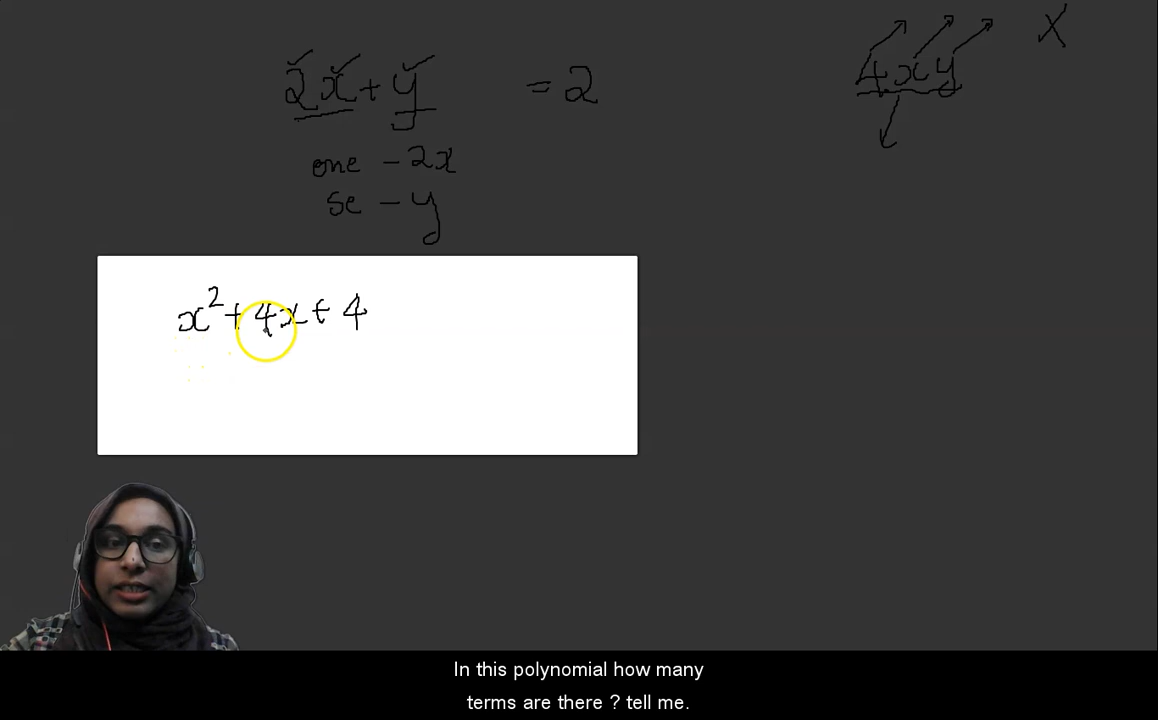 2x + y = 2
4xy
X
one - 2x
se - y
x² + 4x + 4
In this polynomial how many
terms are there ? tell me.